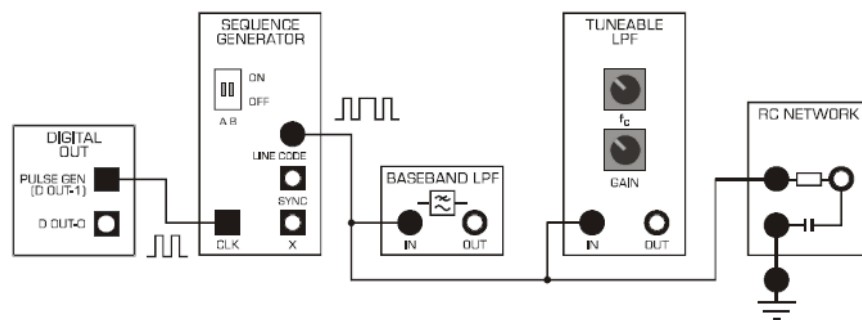 SEQUENCE
GENERATOR
ON
OFF
A B
LINE CODE
SYNC
CLK
X
DIGITAL
OUT
PULSE GEN
(D OUT-1)
D OUT-0
BASEBAND LPF
IN
OUT
TUNEABLE
LPF
fc
GAIN
IN
OUT
RC NETWORK